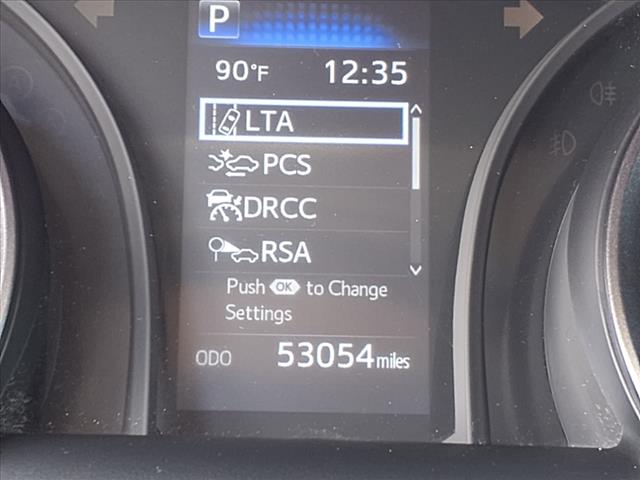 P
90°F 12:35
LTA
PCS
DRCC
RSA
Push OK to Change
Settings
ODO 53054 miles